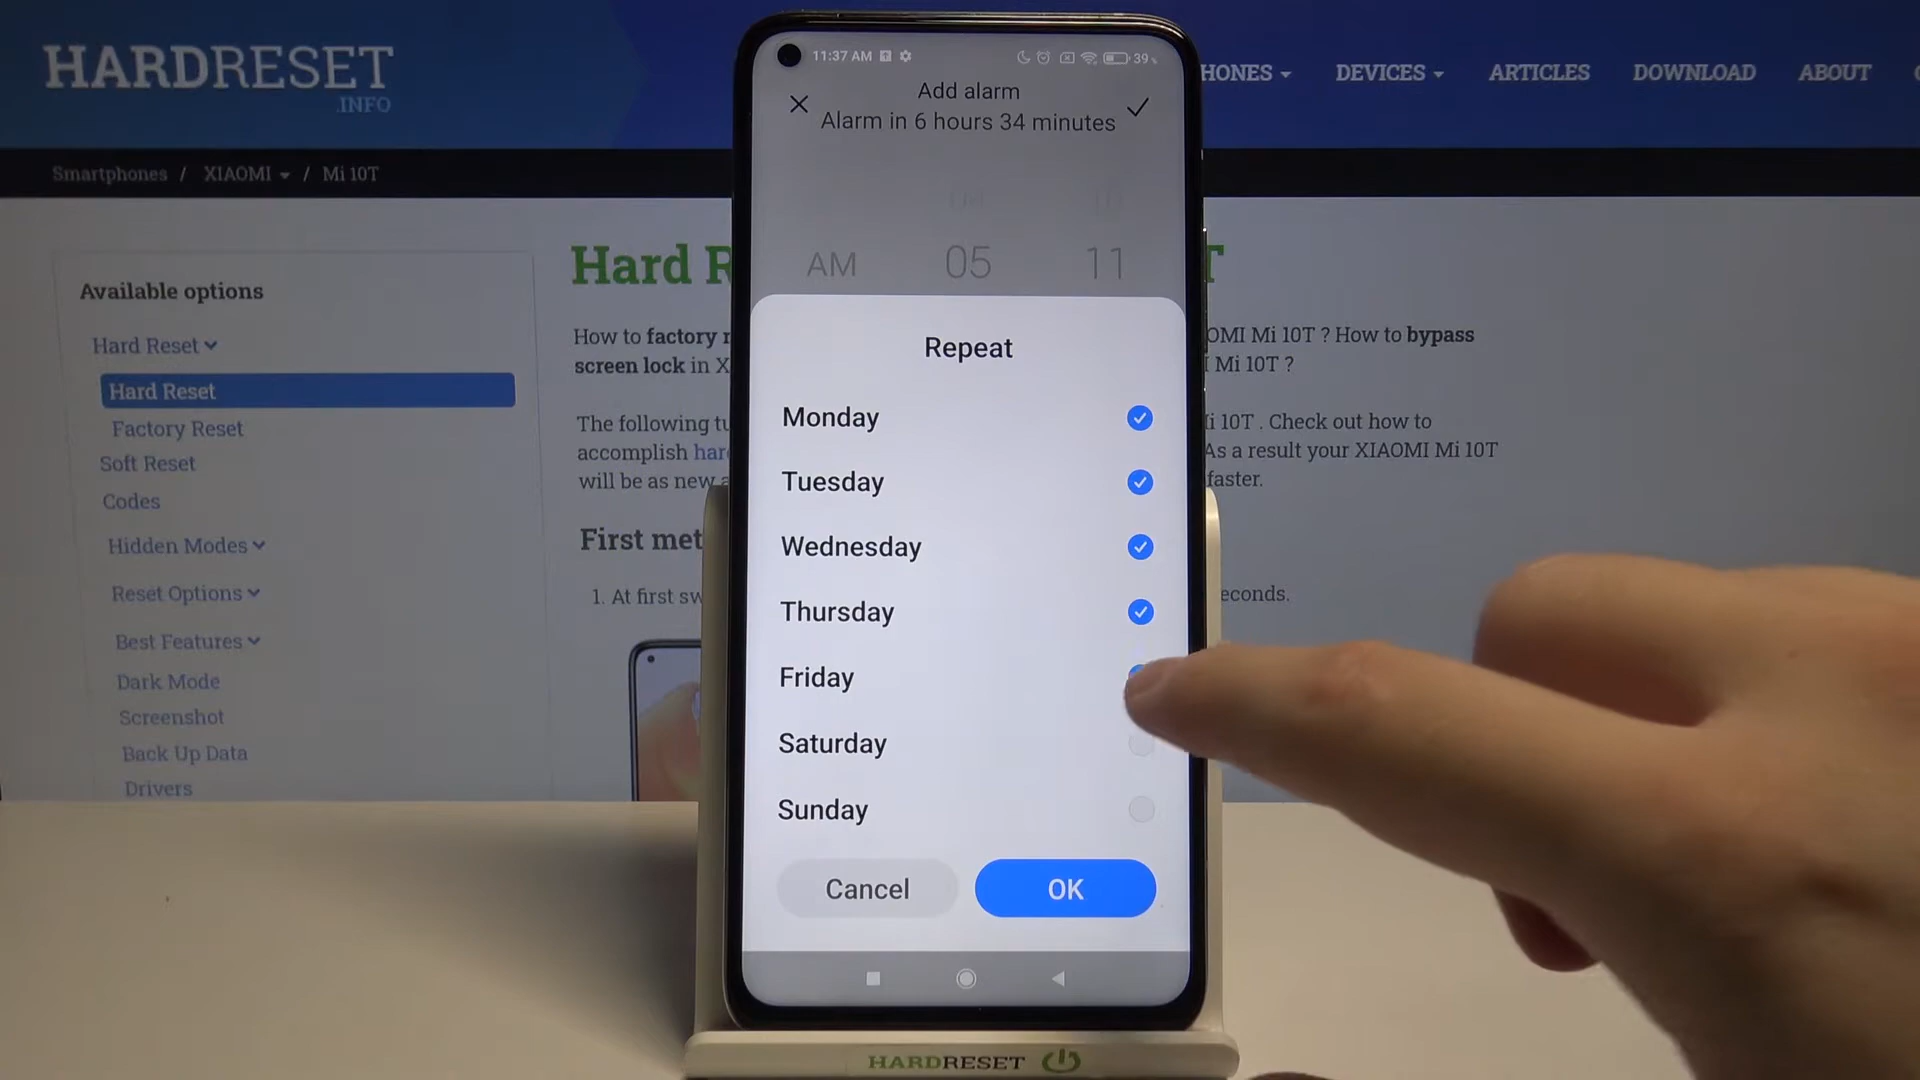 HARDRESET
.INFO
HONES
DEVICES
ARTICLES
DOWNLOAD
ABOUT
Smartphones / XIAOMI / Mi 10T
Available options
Hard Reset
Hard Reset
Factory Reset
Soft Reset
Codes
Hidden Modes
Reset Options
Best Features
Dark Mode
Screenshot
Back Up Data
Drivers
Hard R
T
How to factory r
OMI Mi 10T ? How to bypass
screen lock in X
Mi 10T ?
The following tu
i 10T . Check out how to
accomplish har
As a result your XIAOMI Mi 10T
will be as new a
faster.
First met
1. At first sw
econds.
11:37 AM
39
Add alarm
Alarm in 6 hours 34 minutes
AM 05 11
Repeat
Monday
Tuesday
Wednesday
Thursday
Friday
Saturday
Sunday
Cancel
OK
HARDRESET